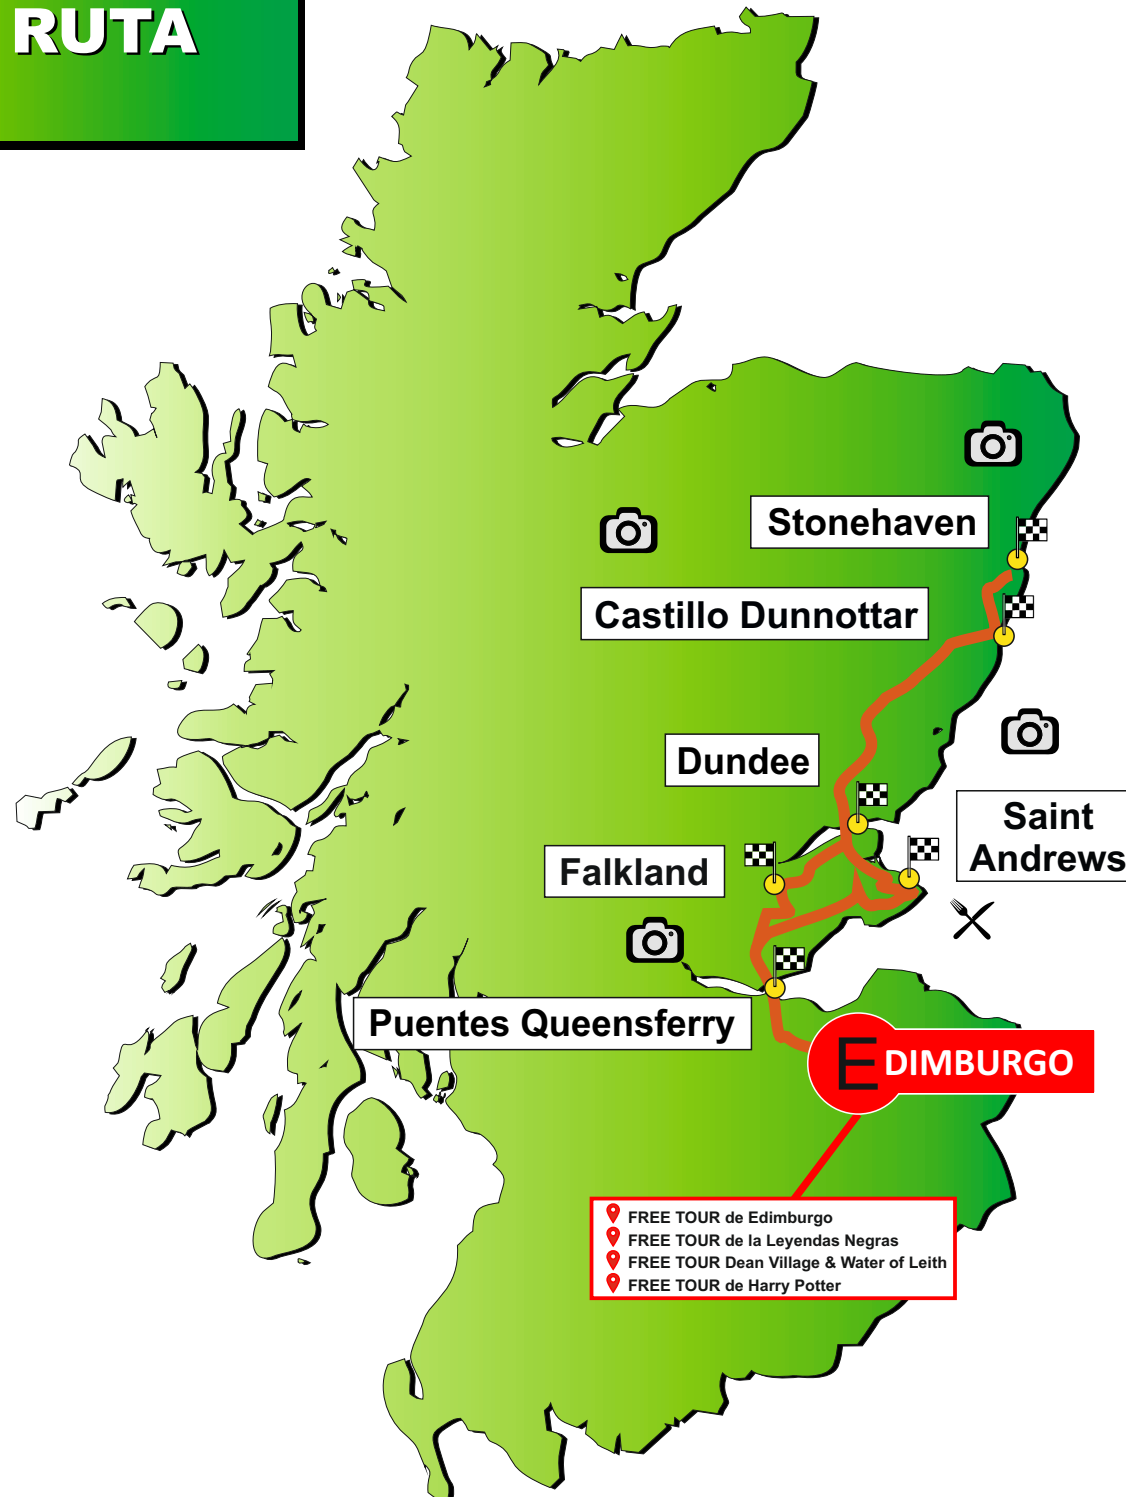 RUTA
Stonehaven
Castillo Dunnottar
Dundee
Saint
Andrews
Falkland
Puentes Queensferry
EDIMBURGO
FREE TOUR de Edimburgo
FREE TOUR de la Leyendas Negras
FREE TOUR Dean Village & Water of Leith
FREE TOUR de Harry Potter